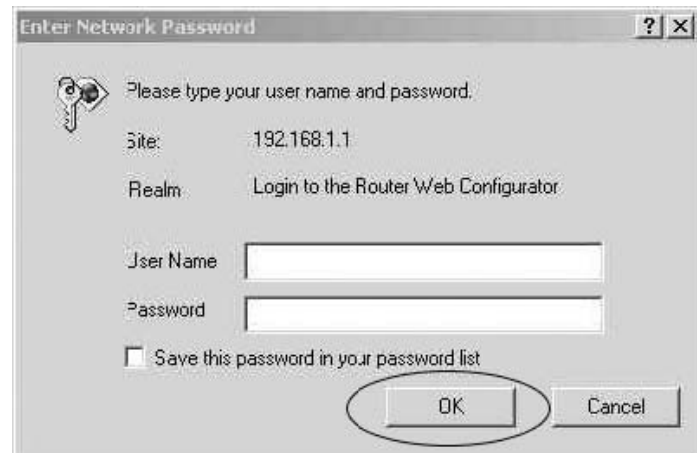 Enter Network Password ? X
Please type your user name and password.
Site: 192.168.1.1
Realm Login to the Router Web Configurator
User Name
Password
Save this password in your password list
OK Cancel